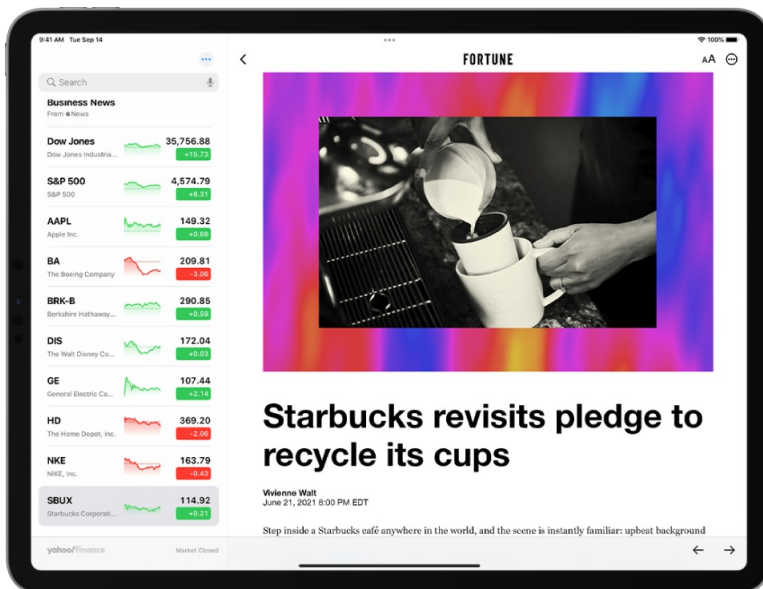 9:41 AM Tue Sep 14
100%
Search
Business News
From News
Dow Jones
35,756.88
Dow Jones Industria...
+15.73
S&P 500
4,574.79
S&P 500
+8.31
AAPL
149.32
Apple Inc.
+0.68
BA
209.81
The Boeing Company
-3.06
BRK-B
290.85
Berkshire Hathaway...
+0.59
DIS
172.04
The Walt Disney Co...
+0.03
GE
107.44
General Electric Co...
+2.14
HD
369.20
The Home Depot, Inc.
-2.06
NKE
163.79
NIKE, Inc.
-0.43
SBUX
114.92
Starbucks Corporati...
+0.21
yahoo!finance
Market Closed
FORTUNE
AA
Starbucks revisits pledge to
recycle its cups
Vivienne Walt
June 21, 2021 8:00 PM EDT
Step inside a Starbucks café anywhere in the world, and the scene is instantly familiar: upbeat background